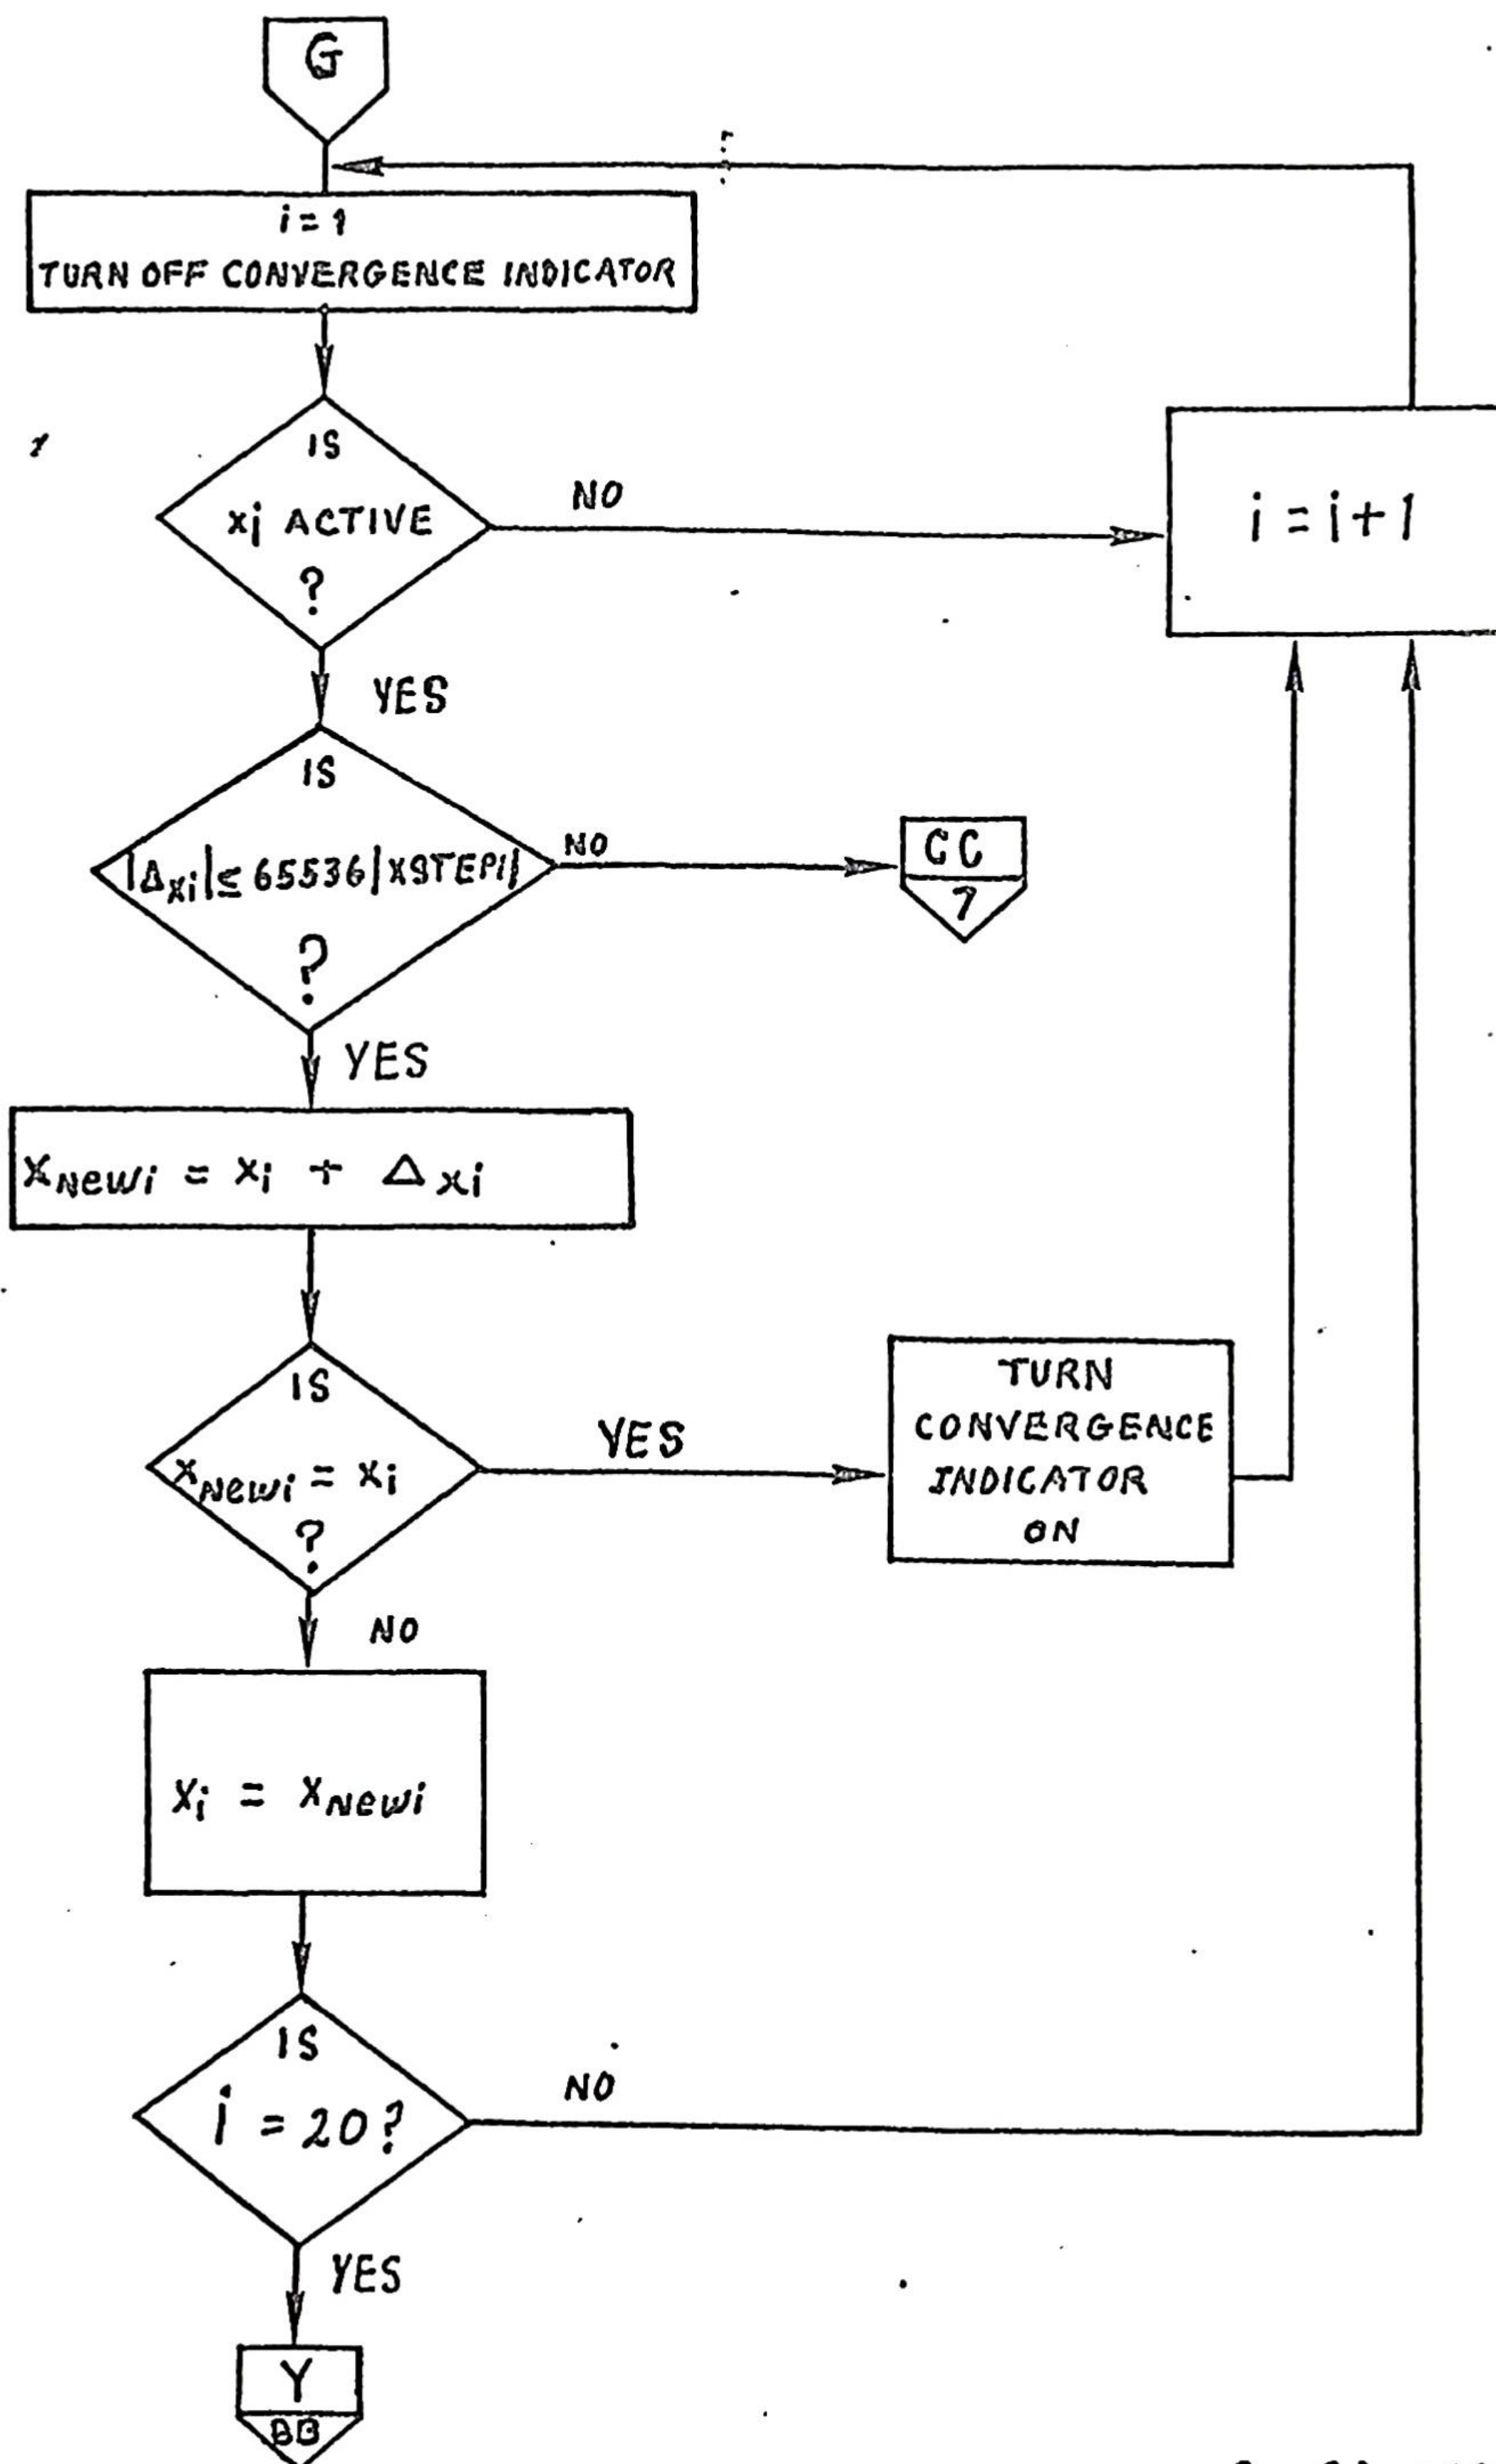 G
i = 1
TURN OFF CONVERGENCE INDICATOR
IS
xi ACTIVE
?
NO
i = i + 1
YES
IS
|Δxi| ≤ 65536 |XSTEPi|
?
NO
CC
7
YES
xNewi = xi + Δxi
IS
xNewi = xi
?
YES
TURN
CONVERGENCE
INDICATOR
ON
NO
xi = xNewi
IS
i = 20?
NO
YES
Y
BB